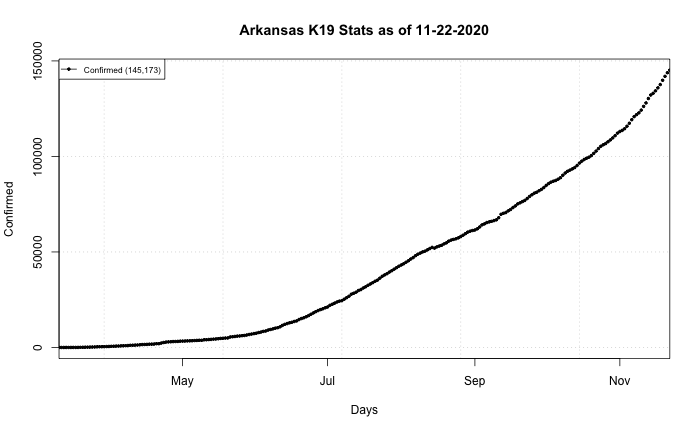 Arkansas K19 Stats as of 11-22-2020
Confirmed (145,173)
150000
100000
50000
0
Confirmed
May Jul Sep Nov
Days